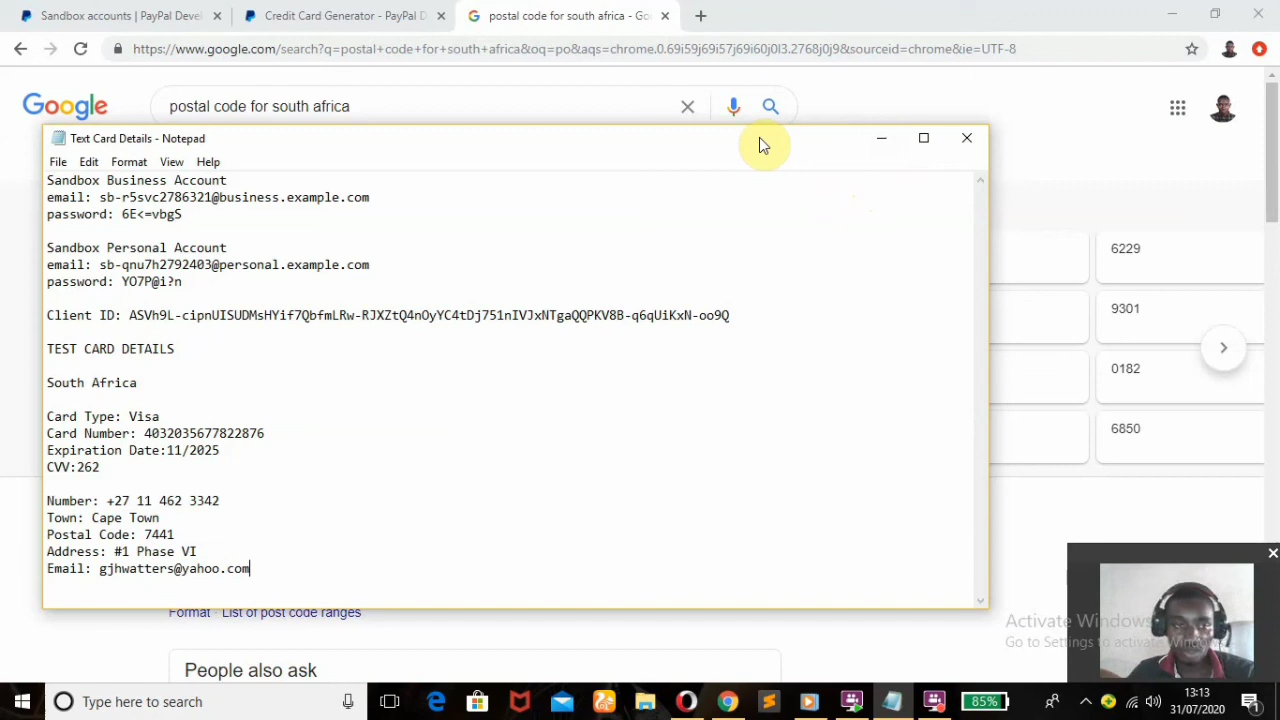 Sandbox accounts | PayPal Devel
Credit Card Generator - PayPal D
postal code for south africa - Go
https://www.google.com/search?q=postal+code+for+south+africa&oq=po&aqs=chrome.0.69i59j69i57j69i60j0l3.2768j0j9&sourceid=chrome&ie=UTF-8
Google
postal code for south africa
Text Card Details - Notepad
File Edit Format View Help
Sandbox Business Account
email: sb-r5svc2786321@business.example.com
password: 6E<=vbgS
Sandbox Personal Account
email: sb-qnu7h2792403@personal.example.com
password: YO7P@i?n
Client ID: ASVh9L-cipnUISUDMsHYif7QbfmLRw-RJXZtQ4nOyYC4tDj751nIVJxNTgaQQPKV8B-q6qUiKxN-oo9Q
TEST CARD DETAILS
South Africa
Card Type: Visa
Card Number: 4032035677822876
Expiration Date:11/2025
CVV:262
Number: +27 11 462 3342
Town: Cape Town
Postal Code: 7441
Address: #1 Phase VI
Email: gjhwatters@yahoo.com
6229
9301
0182
6850
Format · List of post code ranges
People also ask
Activate Windows
Go to Settings to activate Windows.
Type here to search
85%
13:13
31/07/2020
1